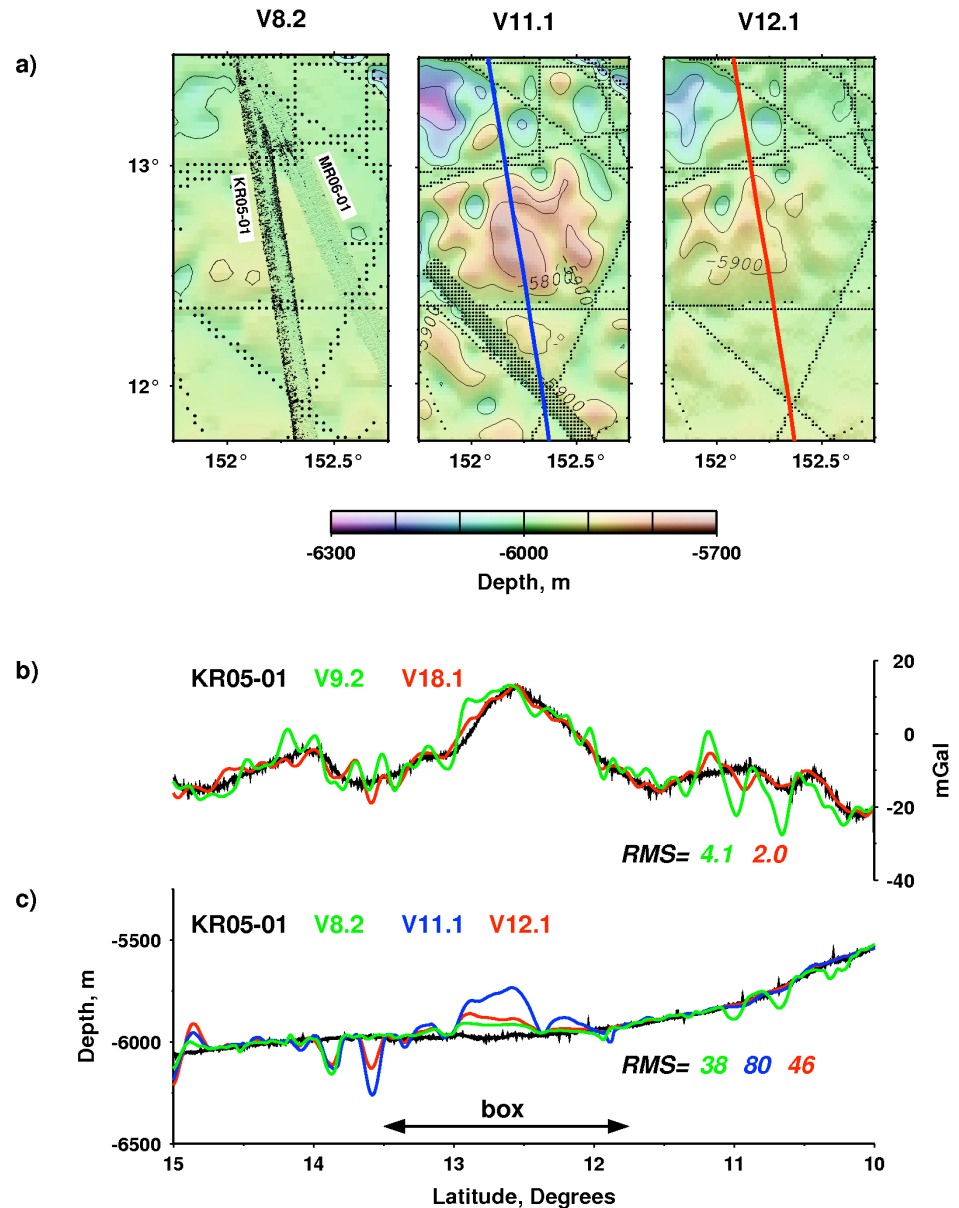 V8.2 V11.1 V12.1
a)
13°
12°
KR05-01
MR06-01
5800
-5900
5900
5900
-5900
152° 152.5° 152° 152.5° 152° 152.5°
-6300 -6000 -5700
Depth, m
b)
KR05-01 V9.2 V18.1
20
0
-20
-40
mGal
RMS= 4.1 2.0
c)
KR05-01 V8.2 V11.1 V12.1
-5500
-6000
-6500
Depth, m
RMS= 38 80 46
box
15 14 13 12 11 10
Latitude, Degrees